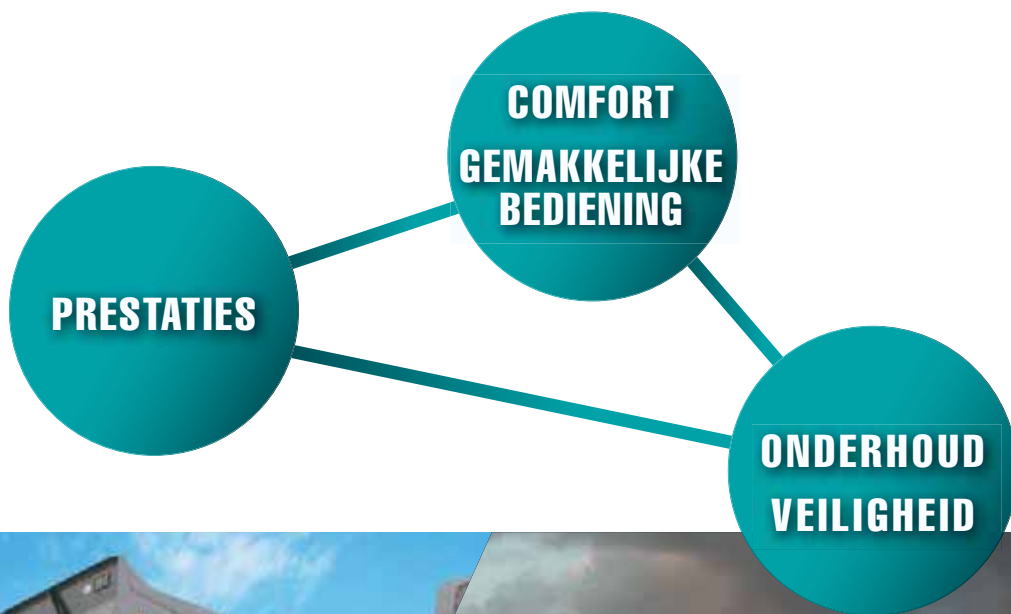 COMFORT
GEMAKKELIJKE
BEDIENING
PRESTATIES
ONDERHOUD
VEILIGHEID